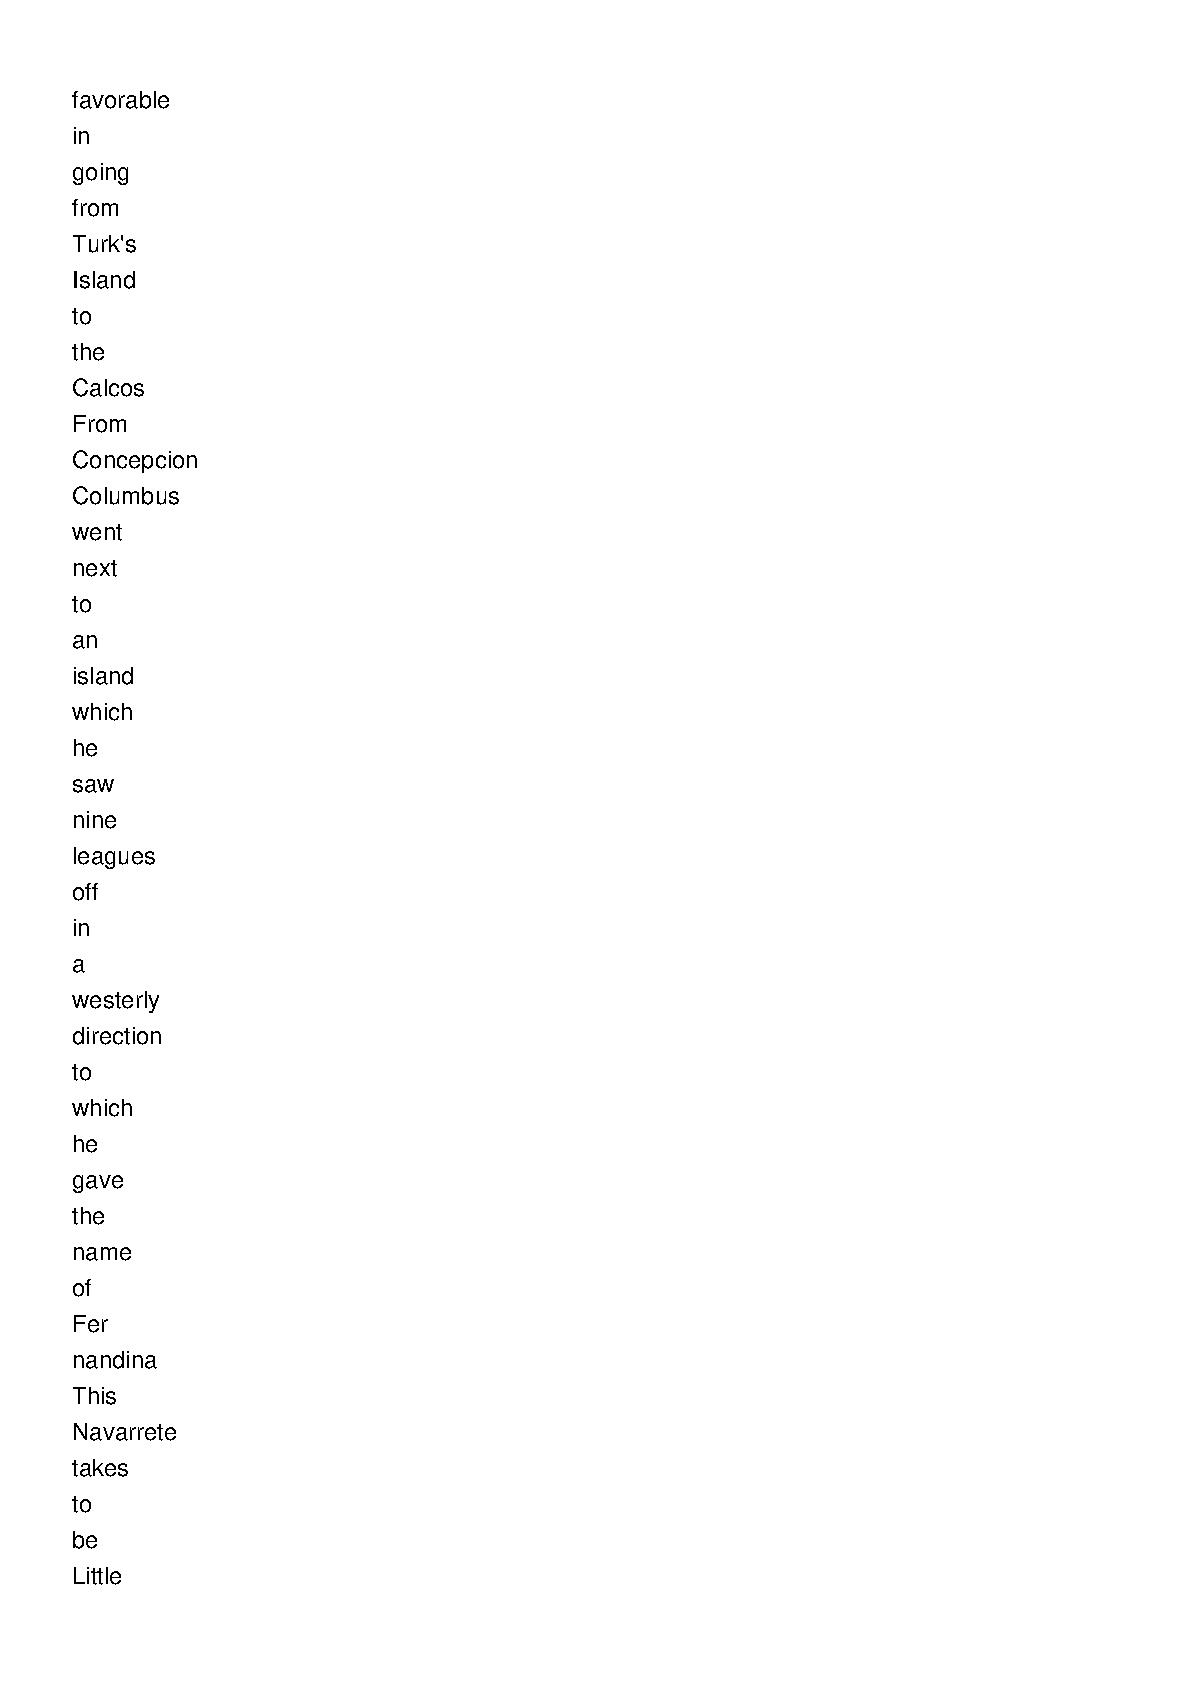 favorable
in
going
from
Turk's
Island
to
the
Calcos
From
Concepcion
Columbus
went
next
to
an
island
which
he
saw
nine
leagues
off
in
a
westerly
direction
to
which
he
gave
the
name
of
Fer
nandina
This
Navarrete
takes
to
be
Little